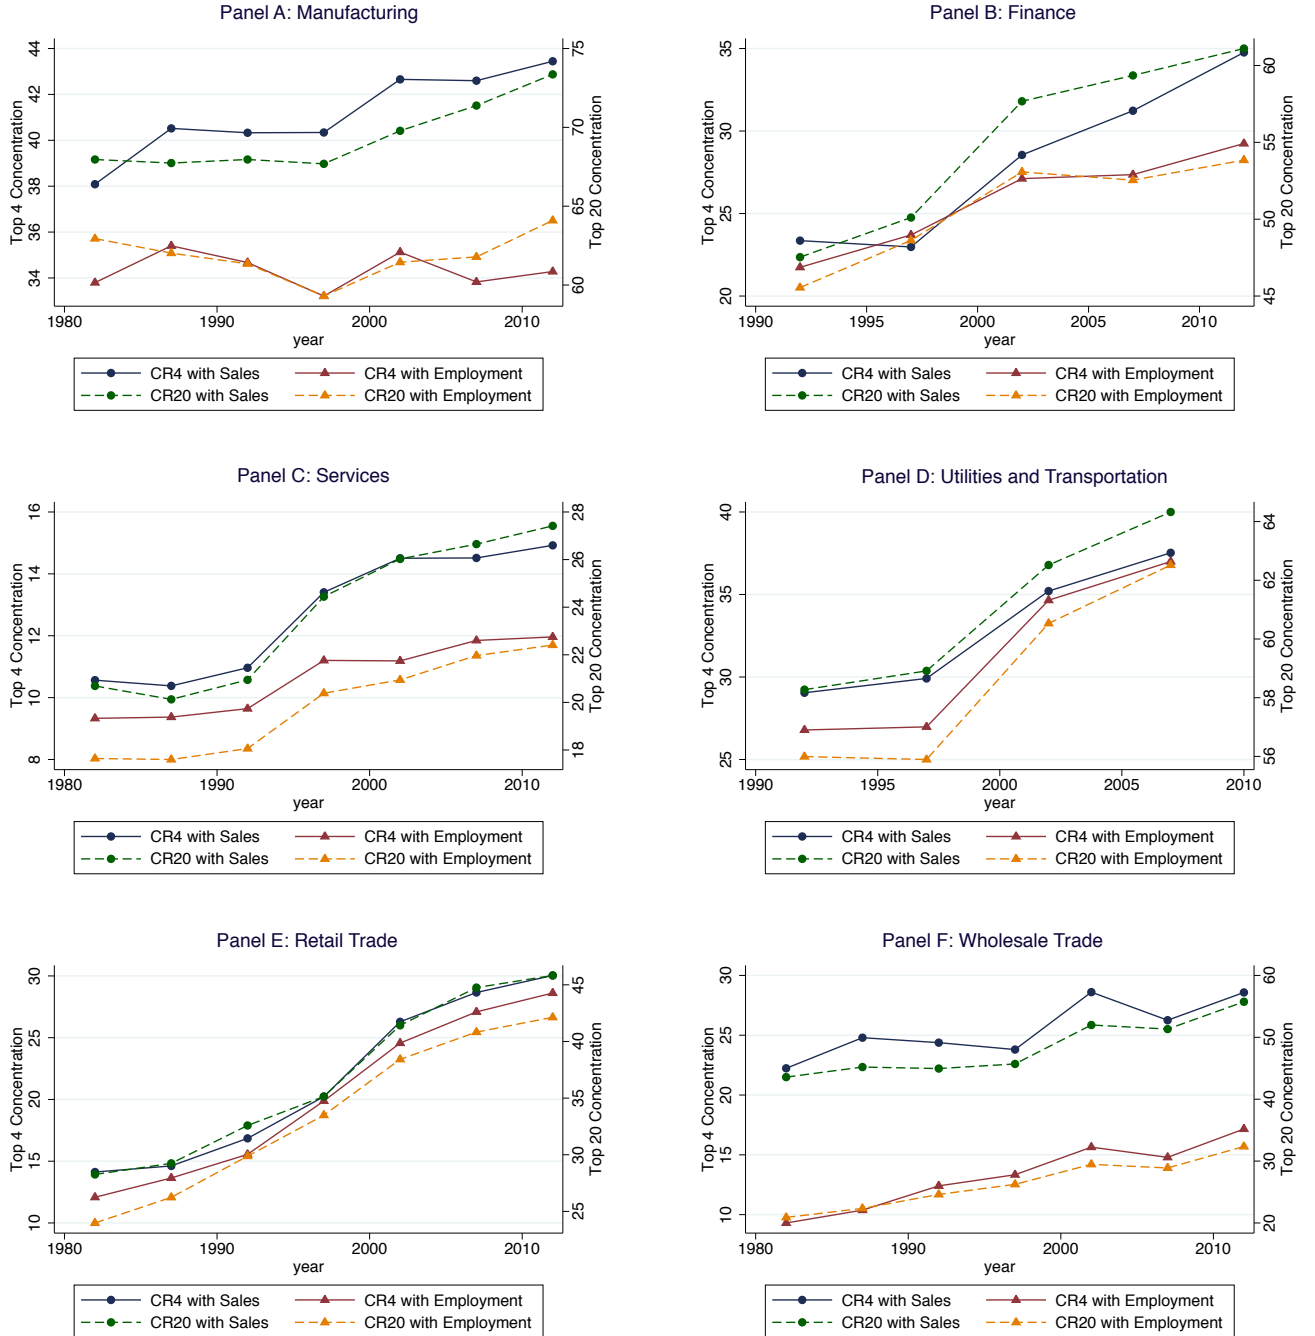 Panel A: Manufacturing
44
42
40
38
36
34
Top 4 Concentration
75
70
65
60
Top 20 Concentration
1980 1990 2000 2010
year
CR4 with Sales CR4 with Employment
CR20 with Sales CR20 with Employment
Panel B: Finance
35
30
25
20
Top 4 Concentration
60
55
50
45
Top 20 Concentration
1990 1995 2000 2005 2010
year
CR4 with Sales CR4 with Employment
CR20 with Sales CR20 with Employment
Panel C: Services
16
14
12
10
8
Top 4 Concentration
28
26
24
22
20
18
Top 20 Concentration
1980 1990 2000 2010
year
CR4 with Sales CR4 with Employment
CR20 with Sales CR20 with Employment
Panel D: Utilities and Transportation
40
35
30
25
Top 4 Concentration
64
62
60
58
56
Top 20 Concentration
1990 1995 2000 2005 2010
year
CR4 with Sales CR4 with Employment
CR20 with Sales CR20 with Employment
Panel E: Retail Trade
30
25
20
15
10
Top 4 Concentration
45
40
35
30
25
Top 20 Concentration
1980 1990 2000 2010
year
CR4 with Sales CR4 with Employment
CR20 with Sales CR20 with Employment
Panel F: Wholesale Trade
30
25
20
15
10
Top 4 Concentration
60
50
40
30
20
Top 20 Concentration
1980 1990 2000 2010
year
CR4 with Sales CR4 with Employment
CR20 with Sales CR20 with Employment